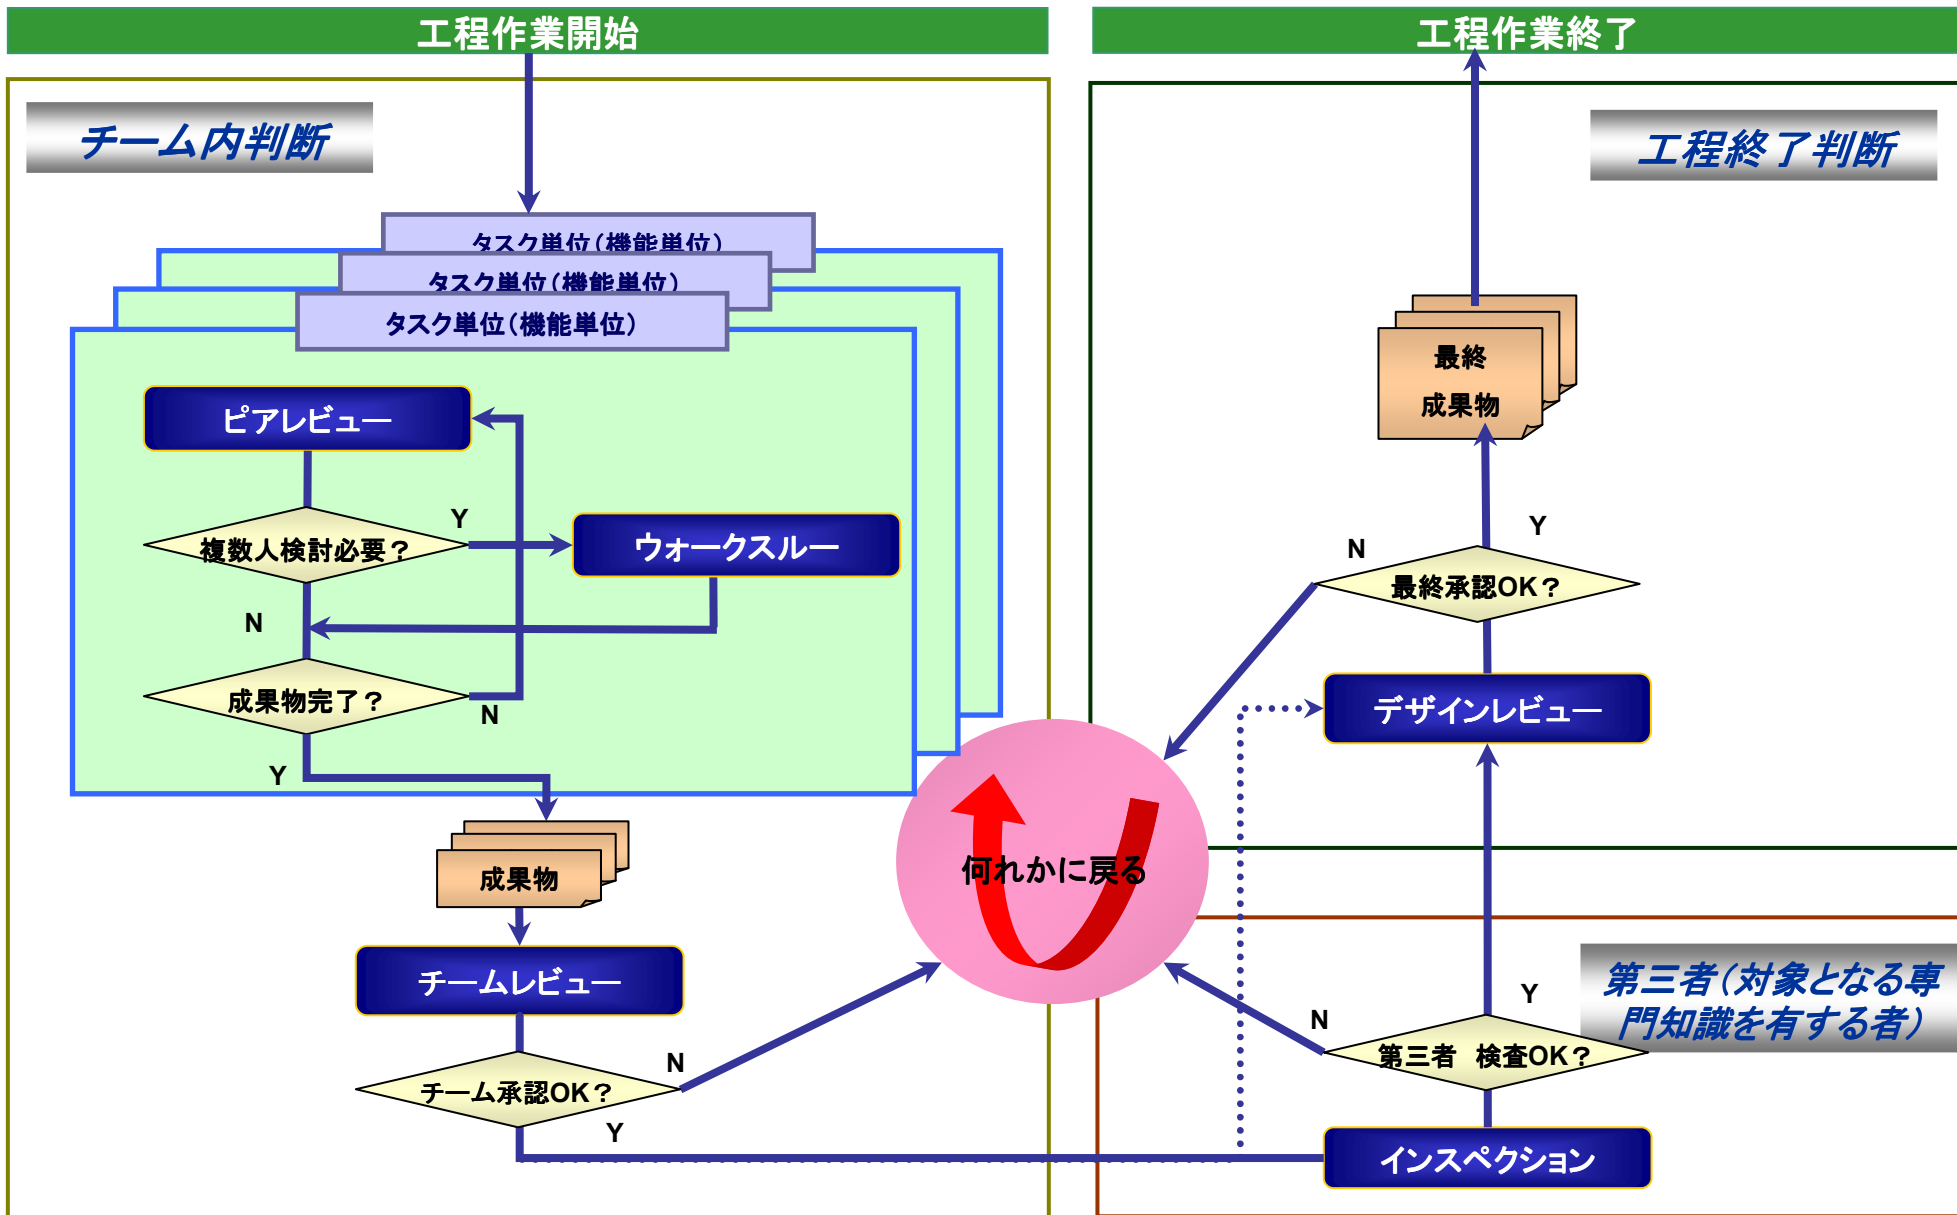 工程作業開始
チーム内判断
タスク単位(機能単位)
タスク単位(機能単位)
タスク単位(機能単位)
ピアレビュー
複数人検討必要?
Y
ウォークスルー
N
成果物完了?
N
Y
成果物
チームレビュー
チーム承認OK?
N
Y
何れかに戻る
工程作業終了
工程終了判断
最終
成果物
Y
N
最終承認OK?
デザインレビュー
第三者(対象となる専
門知識を有する者)
Y
N
第三者 検査OK?
インスペクション